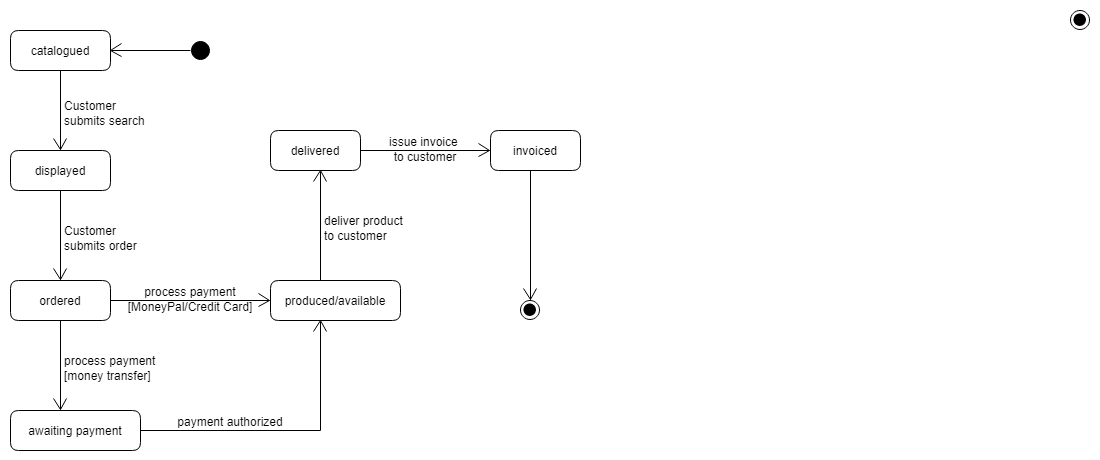 catalogued
Customer
submits search
displayed
Customer
submits order
ordered
process payment
[MoneyPal/Credit Card]
produced/available
deliver product
to customer
delivered
issue invoice
to customer
invoiced
process payment
[money transfer]
awaiting payment
payment authorized